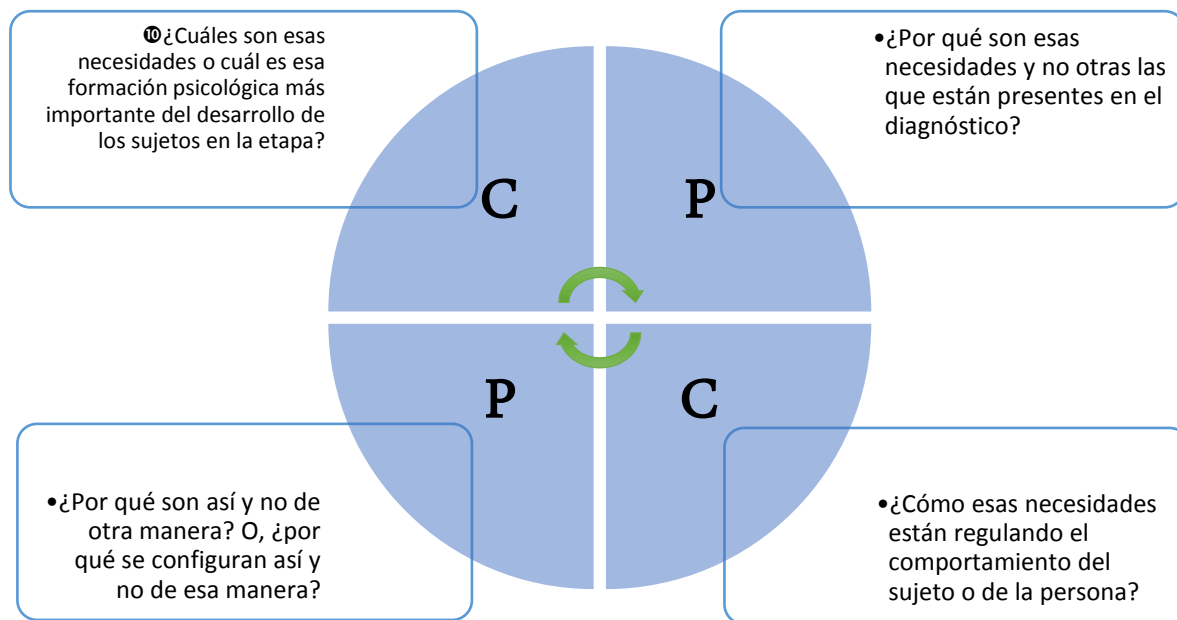 ❿¿Cuáles son esas
necesidades o cuál es esa
formación psicológica más
importante del desarrollo de
los sujetos en la etapa?
•¿Por qué son esas
necesidades y no otras las
que están presentes en el
diagnóstico?
C
P
P
C
•¿Por qué son así y no de
otra manera? O, ¿por
qué se configuran así y
no de esa manera?
•¿Cómo esas necesidades
están regulando el
comportamiento del
sujeto o de la persona?